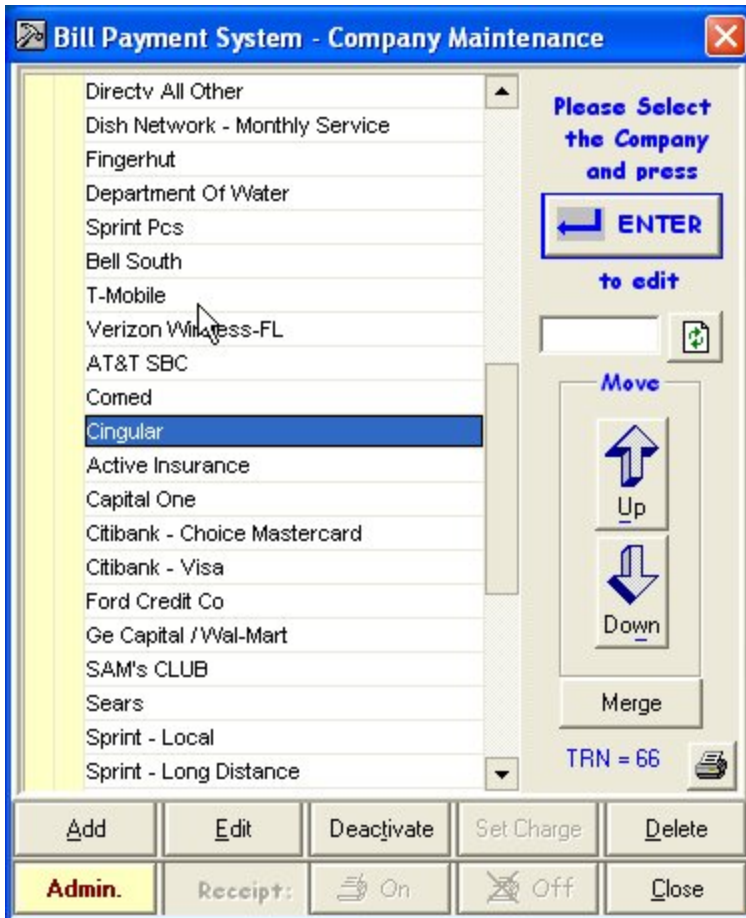 Bill Payment System - Company Maintenance
Directv All Other
Dish Network - Monthly Service
Fingerhut
Department Of Water
Sprint Pcs
Bell South
T-Mobile
Verizon Wireless-FL
AT&T SBC
Comed
Cingular
Active Insurance
Capital One
Citibank - Choice Mastercard
Citibank - Visa
Ford Credit Co
Ge Capital / Wal-Mart
SAM's CLUB
Sears
Sprint - Local
Sprint - Long Distance
Please Select
the Company
and press
ENTER
to edit
Move
Up
Down
Merge
TRN = 66
Add Edit Deactivate Set Charge Delete
Admin. Receipt: On Off Close